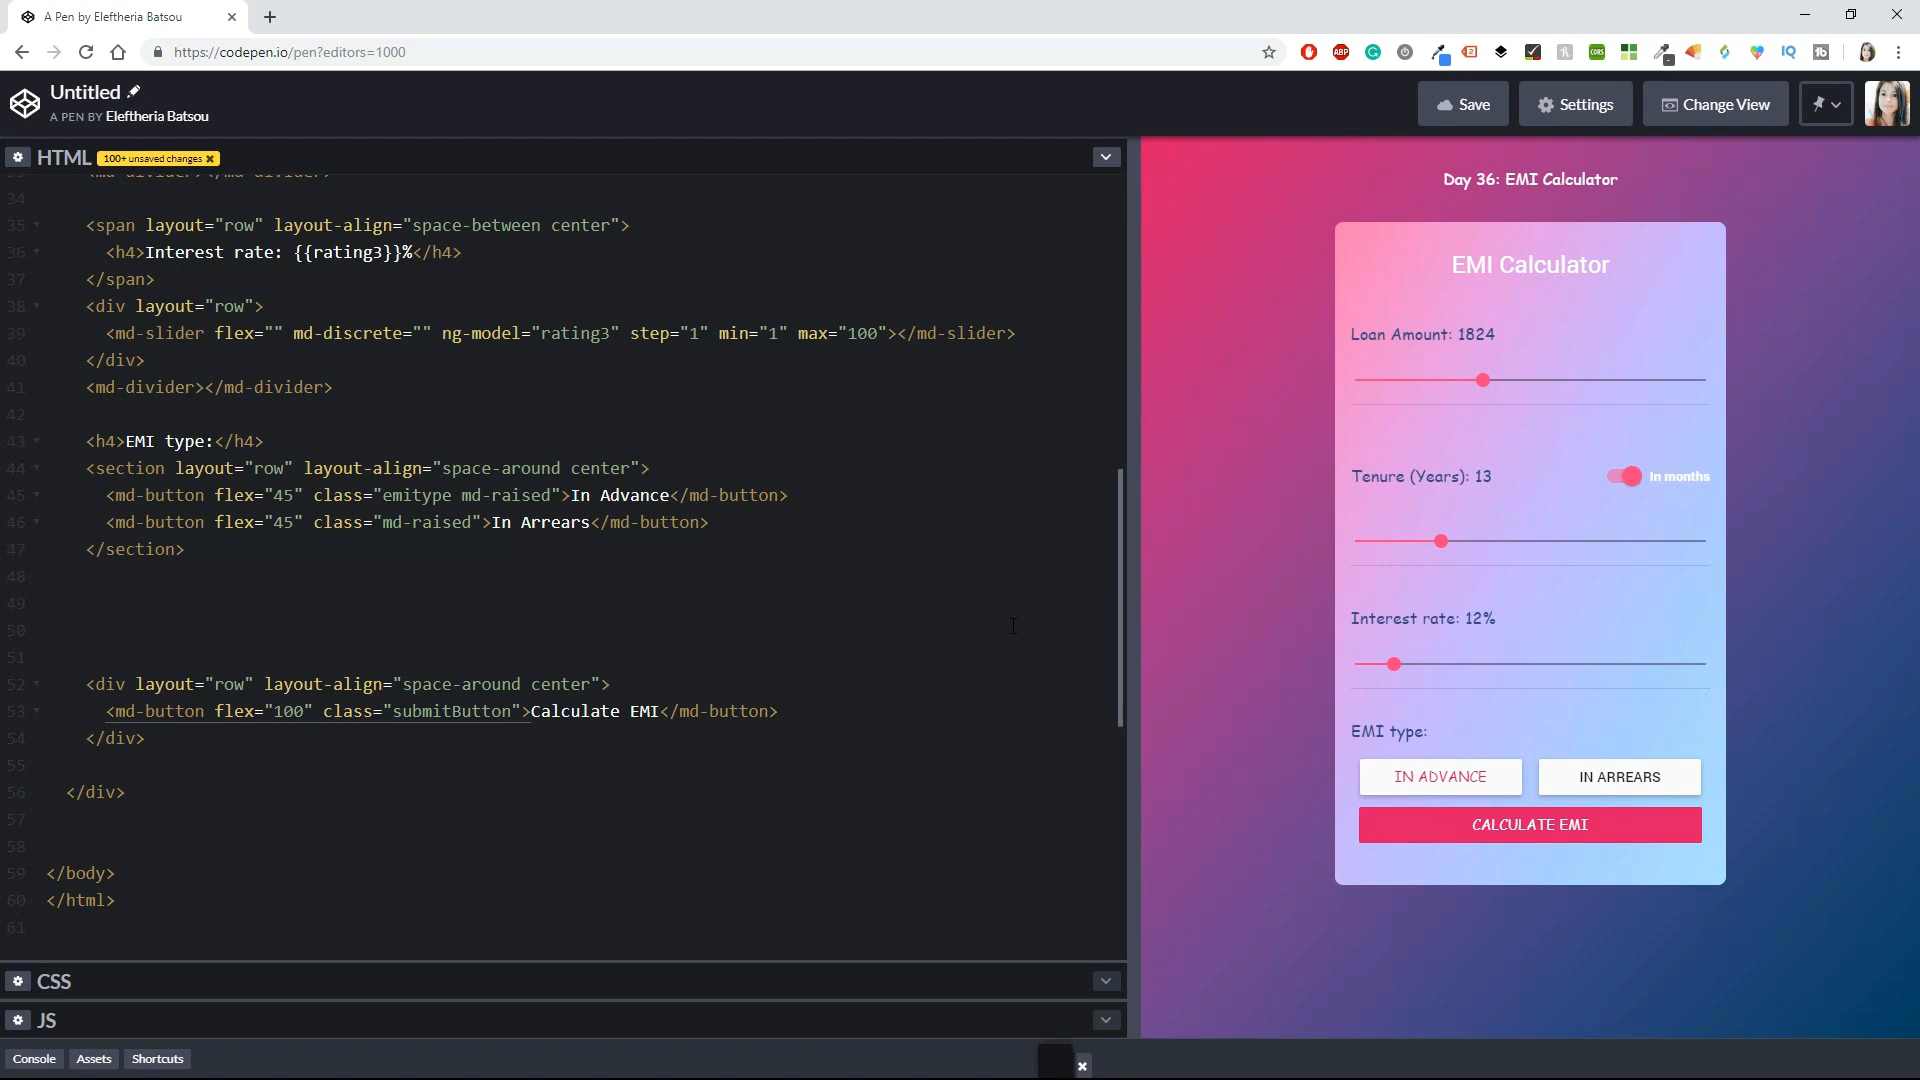 A Pen by Eleftheria Batsou
https://codepen.io/pen?editors=1000
Untitled
A PEN BY Eleftheria Batsou
Save
Settings
Change View
HTML 100+ unsaved changes
34
35 <span layout="row" layout-align="space-between center">
36 <h4>Interest rate: {{rating3}}%</h4>
37 </span>
38 <div layout="row">
39 <md-slider flex="" md-discrete="" ng-model="rating3" step="1" min="1" max="100"></md-slider>
40 </div>
41 <md-divider></md-divider>
42
43 <h4>EMI type:</h4>
44 <section layout="row" layout-align="space-around center">
45 <md-button flex="45" class="emitype md-raised">In Advance</md-button>
46 <md-button flex="45" class="md-raised">In Arrears</md-button>
47 </section>
48
49
50
51
52 <div layout="row" layout-align="space-around center">
53 <md-button flex="100" class="submitButton">Calculate EMI</md-button>
54 </div>
55
56 </div>
57
58
59 </body>
60 </html>
61
CSS
JS
Console
Assets
Shortcuts
Day 36: EMI Calculator
EMI Calculator
Loan Amount: 1824
Tenure (Years): 13
In months
Interest rate: 12%
EMI type:
IN ADVANCE
IN ARREARS
CALCULATE EMI